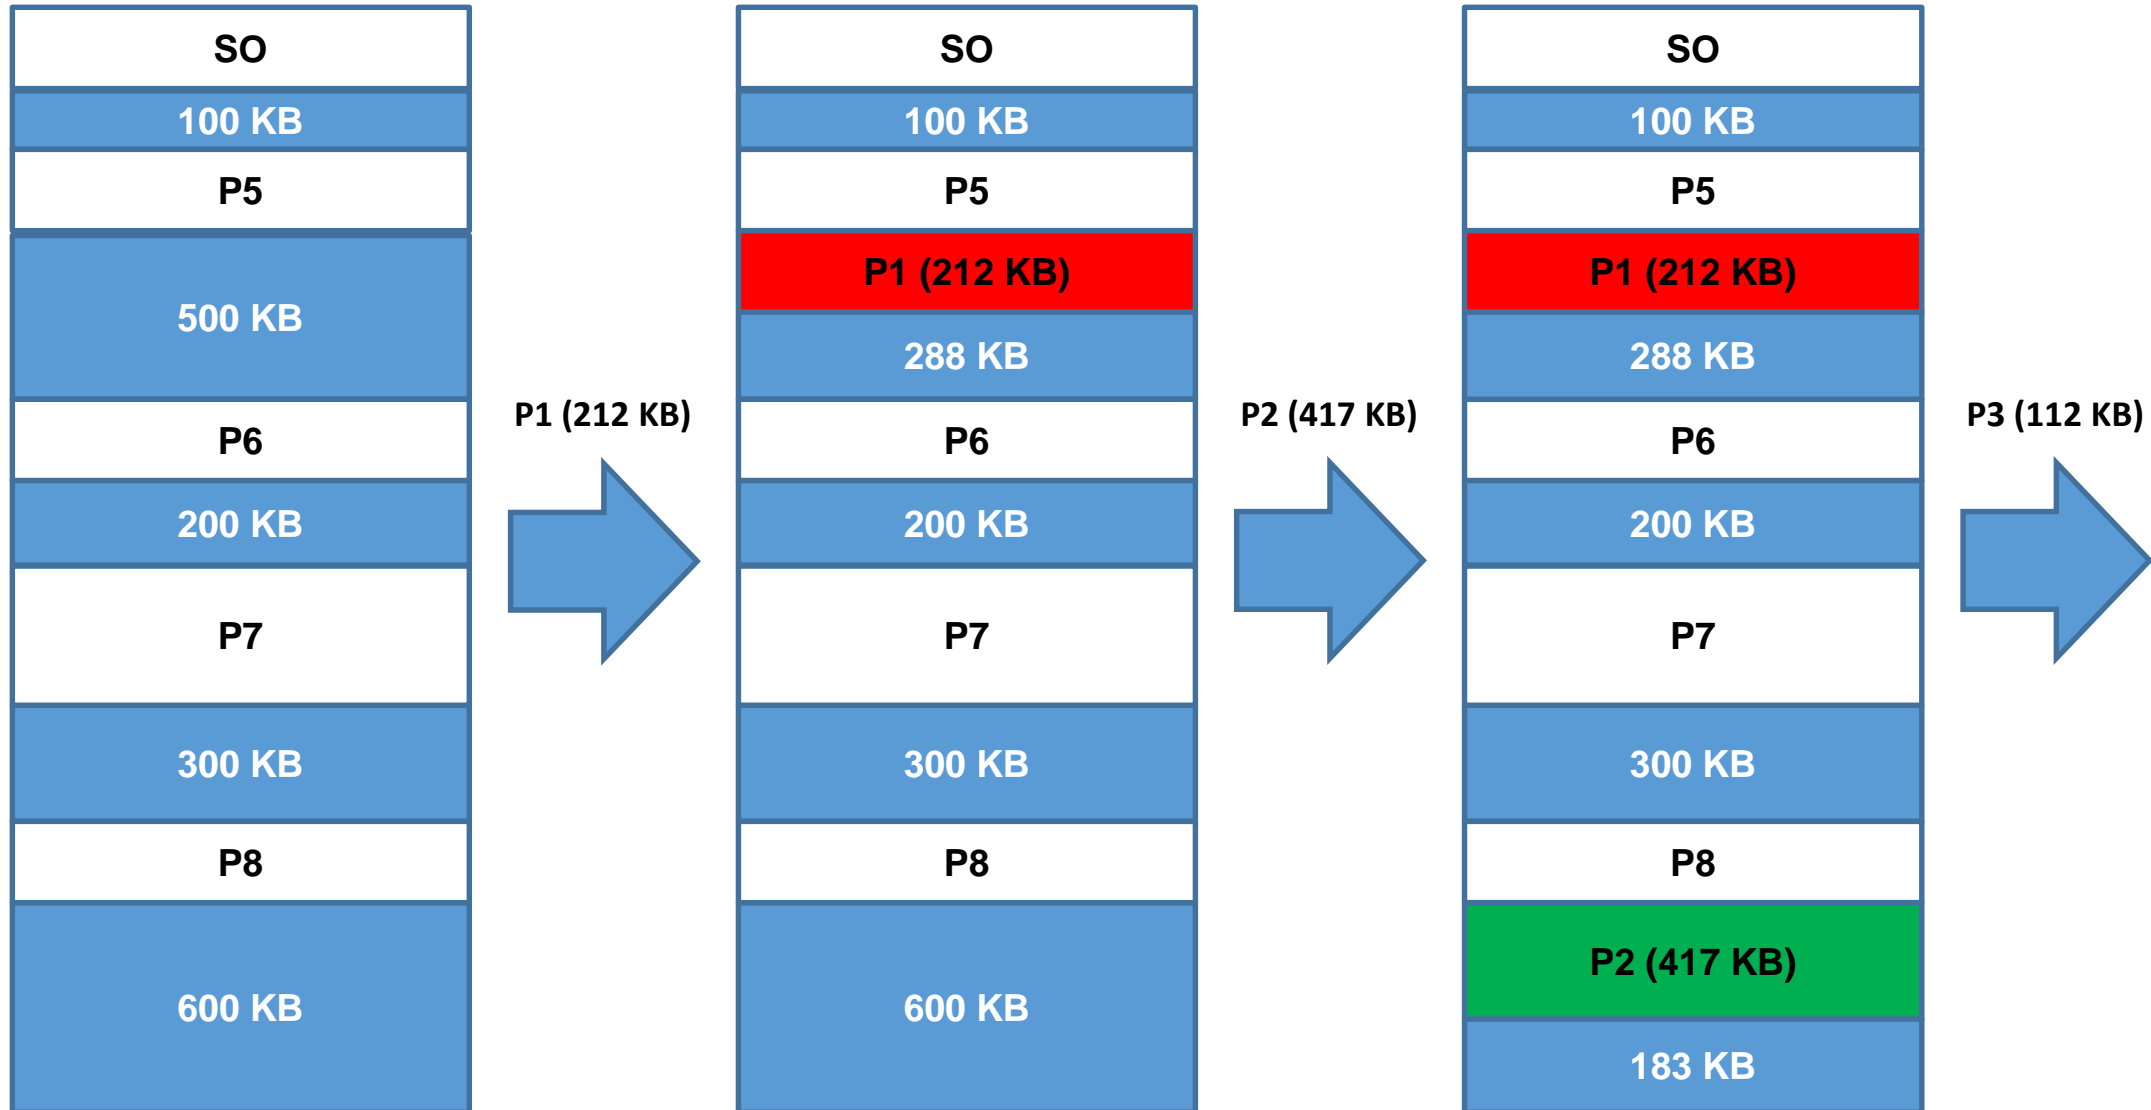 SO
100 KB
P5
500 KB
P6
200 KB
P7
300 KB
P8
600 KB
P1 (212 KB)
SO
100 KB
P5
P1 (212 KB)
288 KB
P6
200 KB
P7
300 KB
P8
600 KB
P2 (417 KB)
SO
100 KB
P5
P1 (212 KB)
288 KB
P6
200 KB
P7
300 KB
P8
P2 (417 KB)
183 KB
P3 (112 KB)